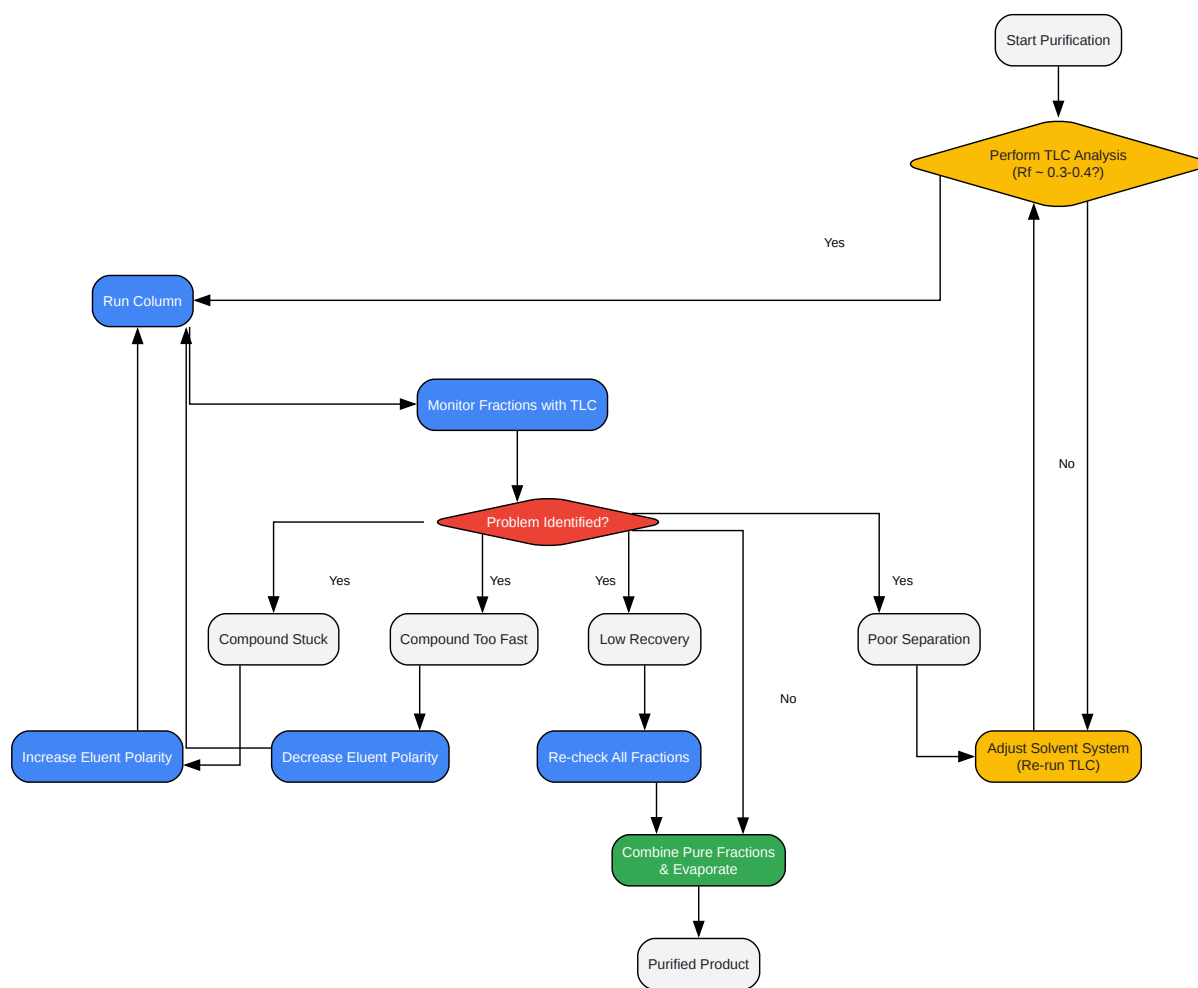 Start Purification
Perform TLC Analysis
(Rf ~ 0.3-0.4?)
Yes
Run Column
Monitor Fractions with TLC
No
Problem Identified?
Yes
Yes
Yes
Yes
Compound Stuck
Compound Too Fast
Low Recovery
Poor Separation
No
Increase Eluent Polarity
Decrease Eluent Polarity
Re-check All Fractions
Adjust Solvent System
(Re-run TLC)
Combine Pure Fractions
& Evaporate
Purified Product